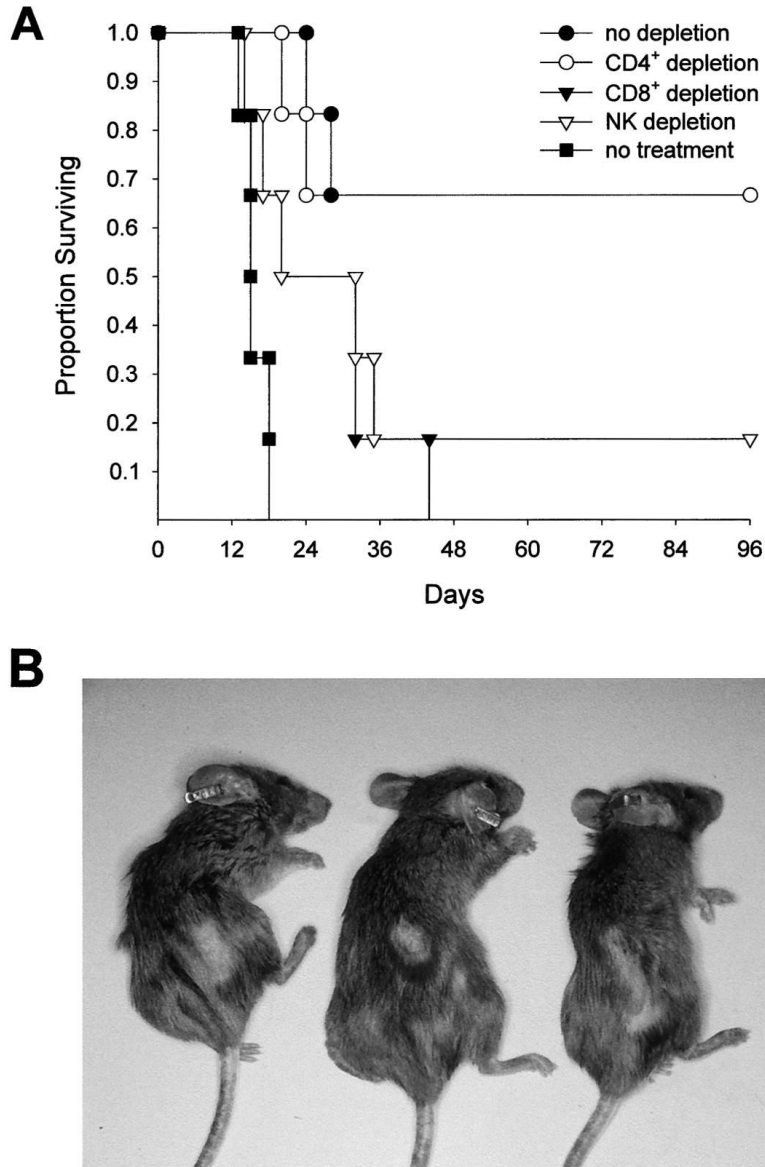 A
no depletion
CD4⁺ depletion
CD8⁺ depletion
NK depletion
no treatment
Proportion Surviving
1.0
0.9
0.8
0.7
0.6
0.5
0.4
0.3
0.2
0.1
0 12 24 36 48 60 72 84 96
Days
B